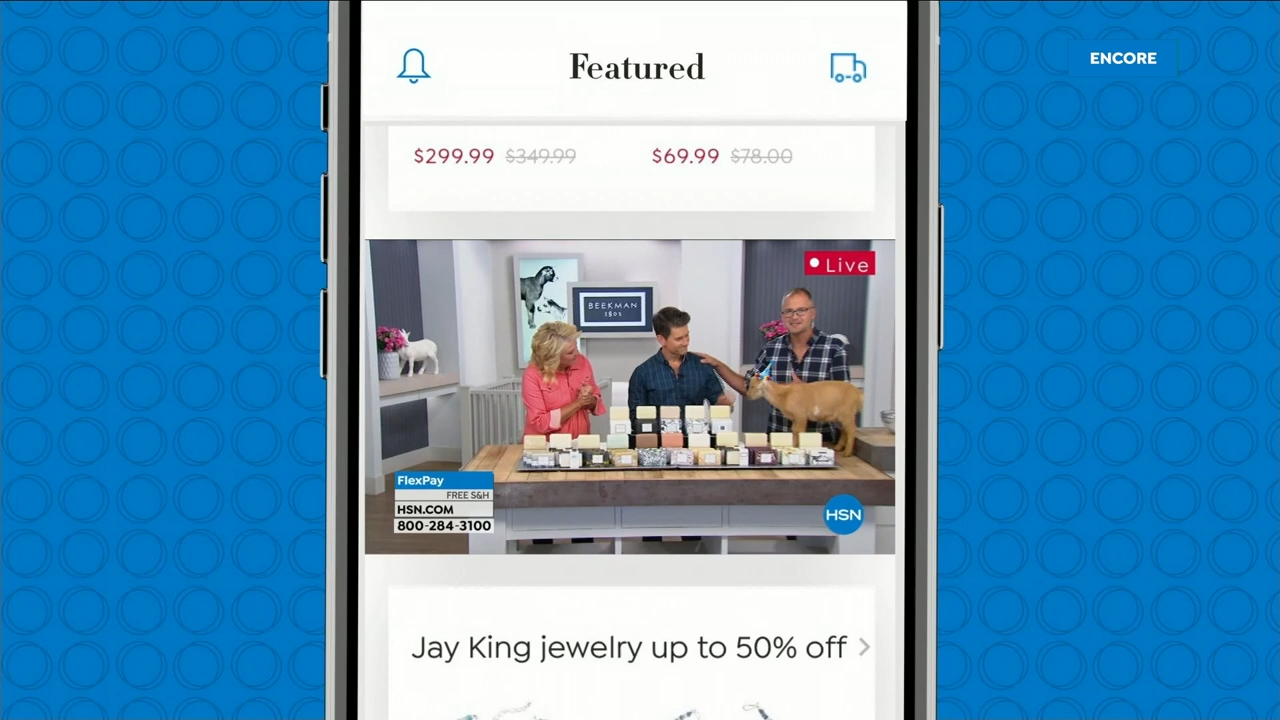 Featured
ENCORE
$299.99 $349.99 $69.99 $78.00
Live
BEEKMAN
1802
FlexPay
FREE S&H
HSN.COM
800-284-3100
HSN
Jay King jewelry up to 50% off